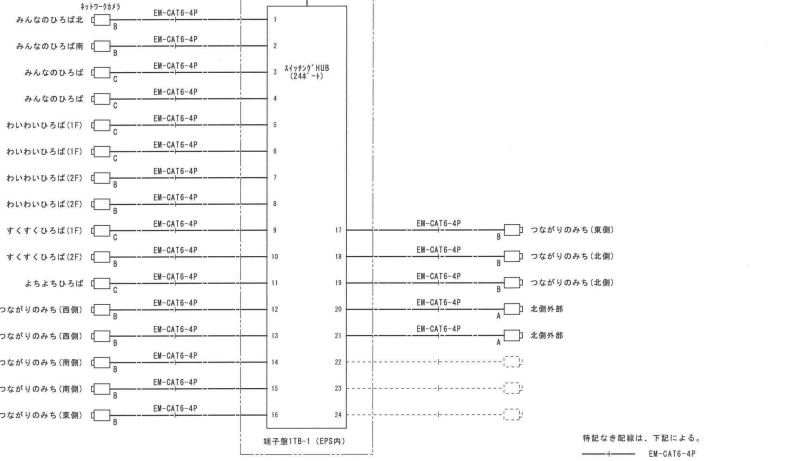 ネットワークカメラ
みんなのひろば北 B EM-CAT6-4P 1
みんなのひろば南 B EM-CAT6-4P 2
みんなのひろば C EM-CAT6-4P 3
スイッチングHUB
(24ポート)
みんなのひろば C EM-CAT6-4P 4
わいわいひろば(1F) C EM-CAT6-4P 5
わいわいひろば(1F) C EM-CAT6-4P 6
わいわいひろば(2F) B EM-CAT6-4P 7
わいわいひろば(2F) B EM-CAT6-4P 8
すくすくひろば(1F) C EM-CAT6-4P 9
17 EM-CAT6-4P B つながりのみち(東側)
すくすくひろば(2F) B EM-CAT6-4P 10
18 EM-CAT6-4P B つながりのみち(北側)
よちよちひろば C EM-CAT6-4P 11
19 EM-CAT6-4P B つながりのみち(北側)
つながりのみち(西側) B EM-CAT6-4P 12
20 EM-CAT6-4P A 北側外部
つながりのみち(西側) B EM-CAT6-4P 13
21 EM-CAT6-4P A 北側外部
つながりのみち(南側) B EM-CAT6-4P 14
22
つながりのみち(南側) B EM-CAT6-4P 15
23
つながりのみち(東側) B EM-CAT6-4P 16
24
端子盤1TB-1 (EPS内)
特記なき配線は、下記による。
EM-CAT6-4P